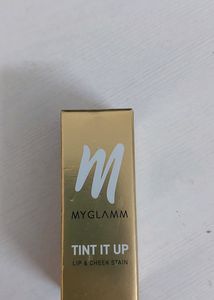 M
MYGLAMM
TINT IT UP
LIP & CHEEK STAIN